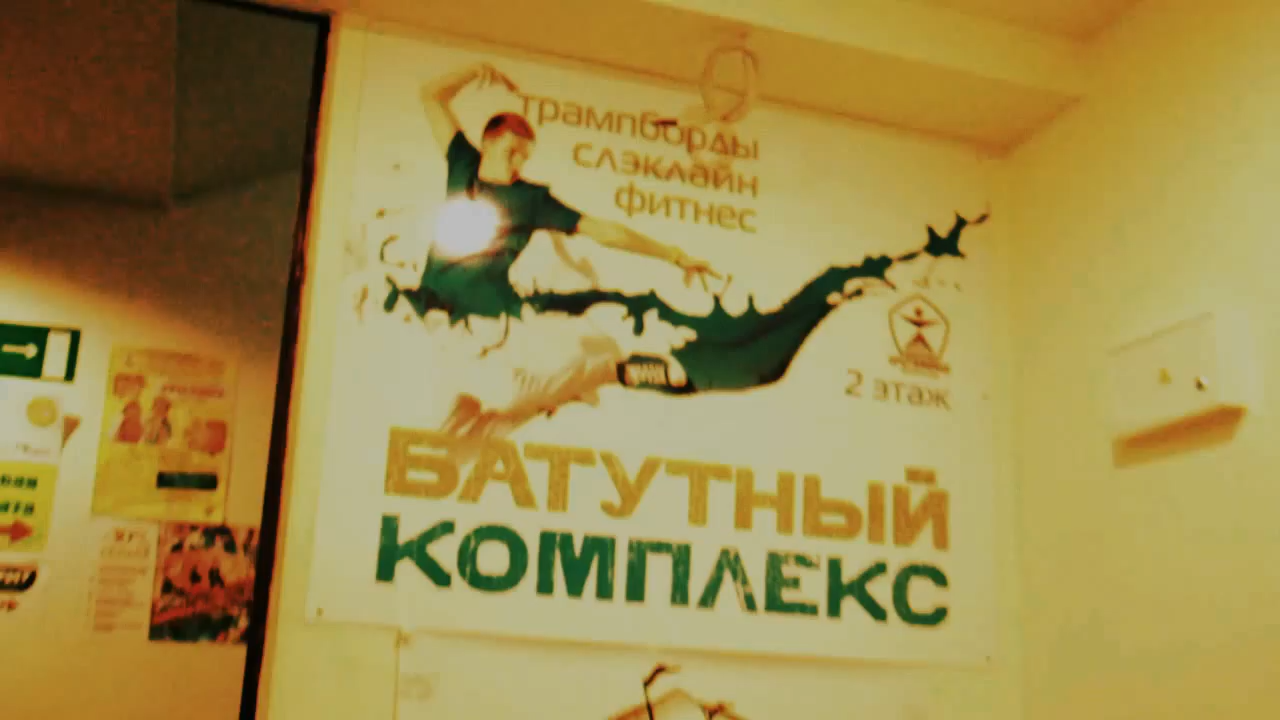 трампборды
слэклайн
фитнес
2 этаж
БАТУТНЫЙ
КОМПЛЕКС